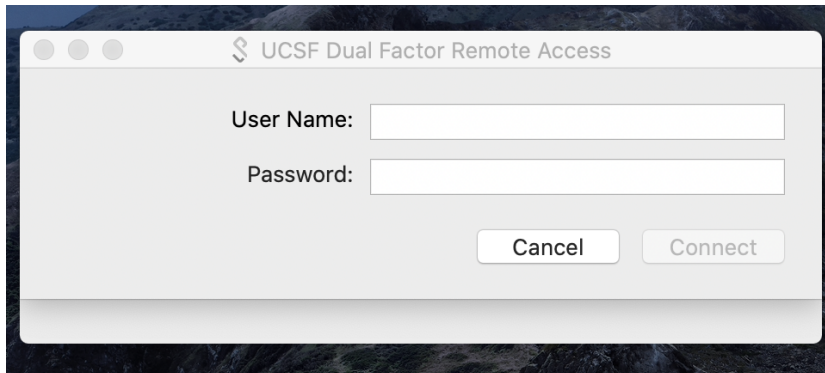 UCSF Dual Factor Remote Access
User Name:
Password:
Cancel Connect